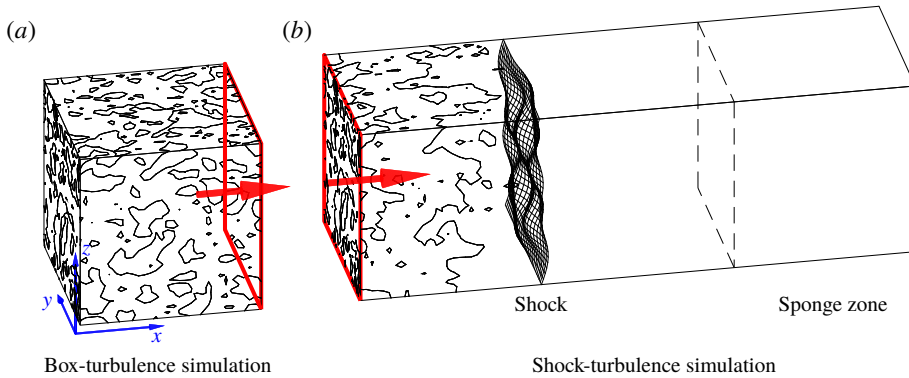 (a)
(b)
z
y
x
Shock
Sponge zone
Box-turbulence simulation
Shock-turbulence simulation